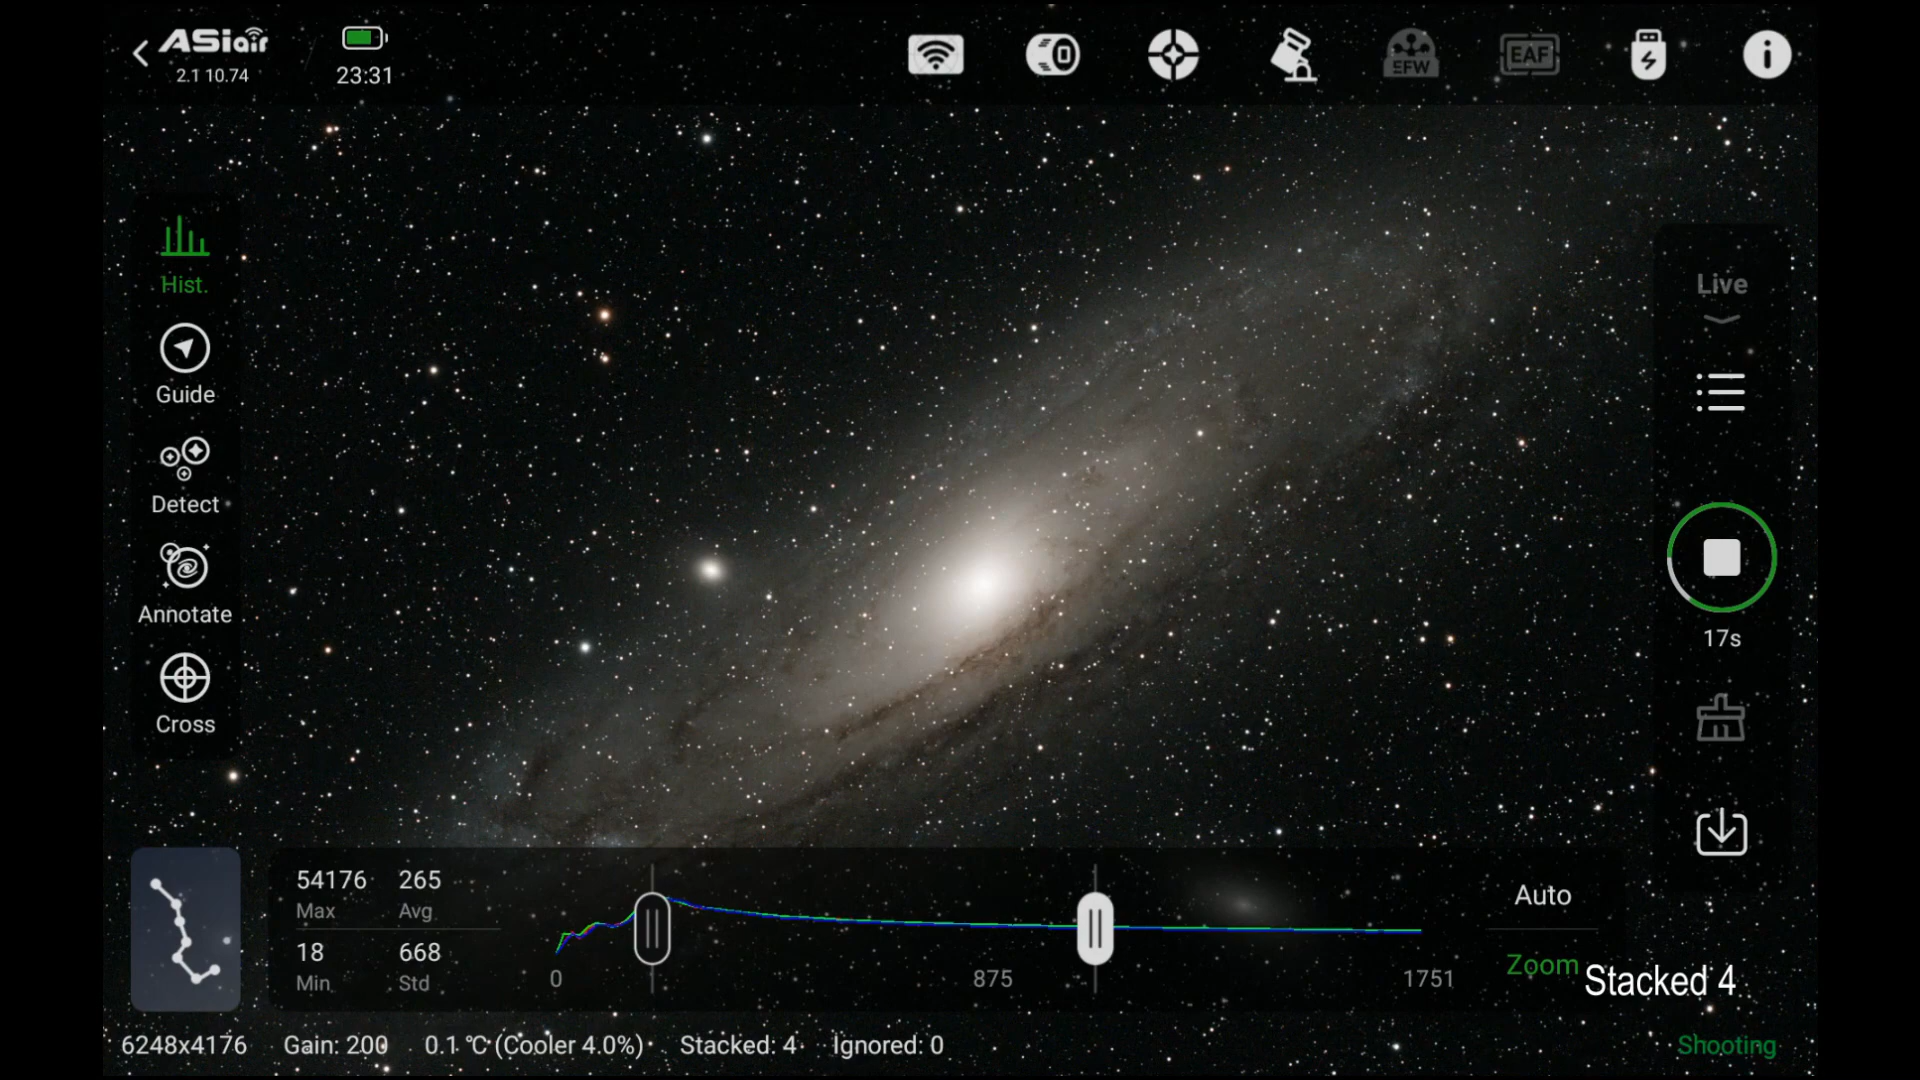 ASiair
2.1 10.74
23:31
EFW
EAF
Hist.
Guide
Detect
Annotate
Cross
Live
17s
54176 265
Max Avg
18 668
Min Std
0 875 1751
Auto
Zoom
Stacked 4
6248x4176 Gain: 200 0.1 ℃ (Cooler 4.0%) Stacked: 4 Ignored: 0
Shooting